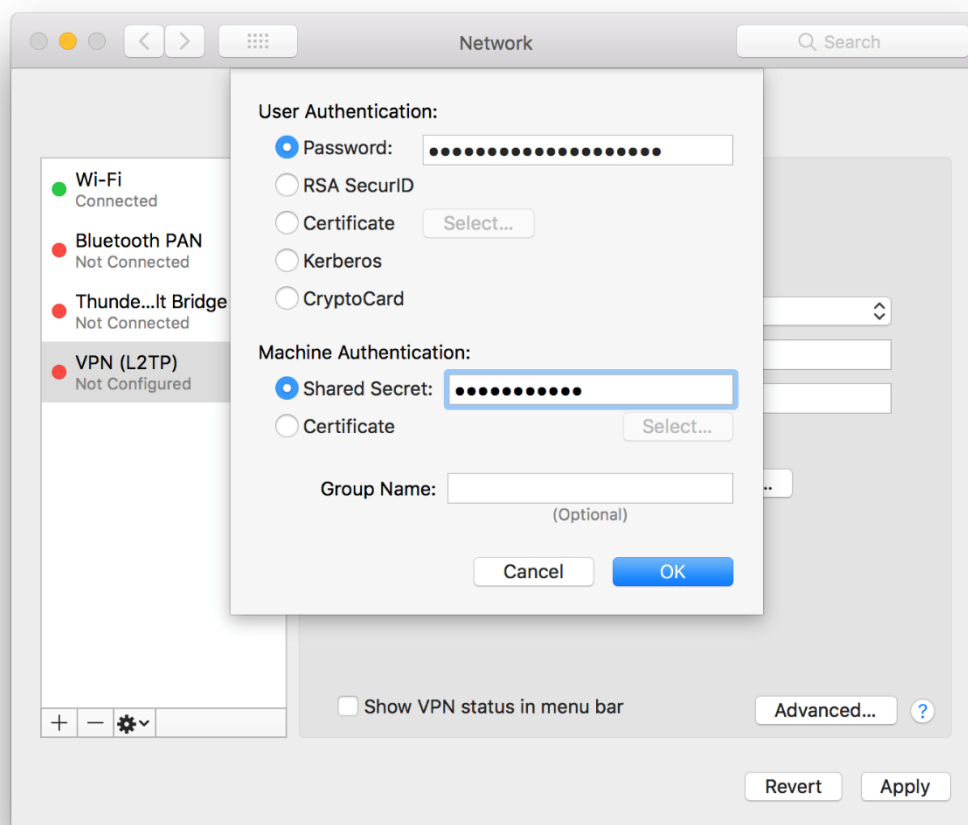 Network
Search
User Authentication:
Password: ••••••••••••••••••••
RSA SecurID
Certificate Select...
Kerberos
CryptoCard
Machine Authentication:
Shared Secret: •••••••••••
Certificate Select...
Group Name:
(Optional)
Cancel OK
Wi-Fi
Connected
Bluetooth PAN
Not Connected
Thunde...lt Bridge
Not Connected
VPN (L2TP)
Not Configured
..
Show VPN status in menu bar
Advanced... ?
Revert Apply